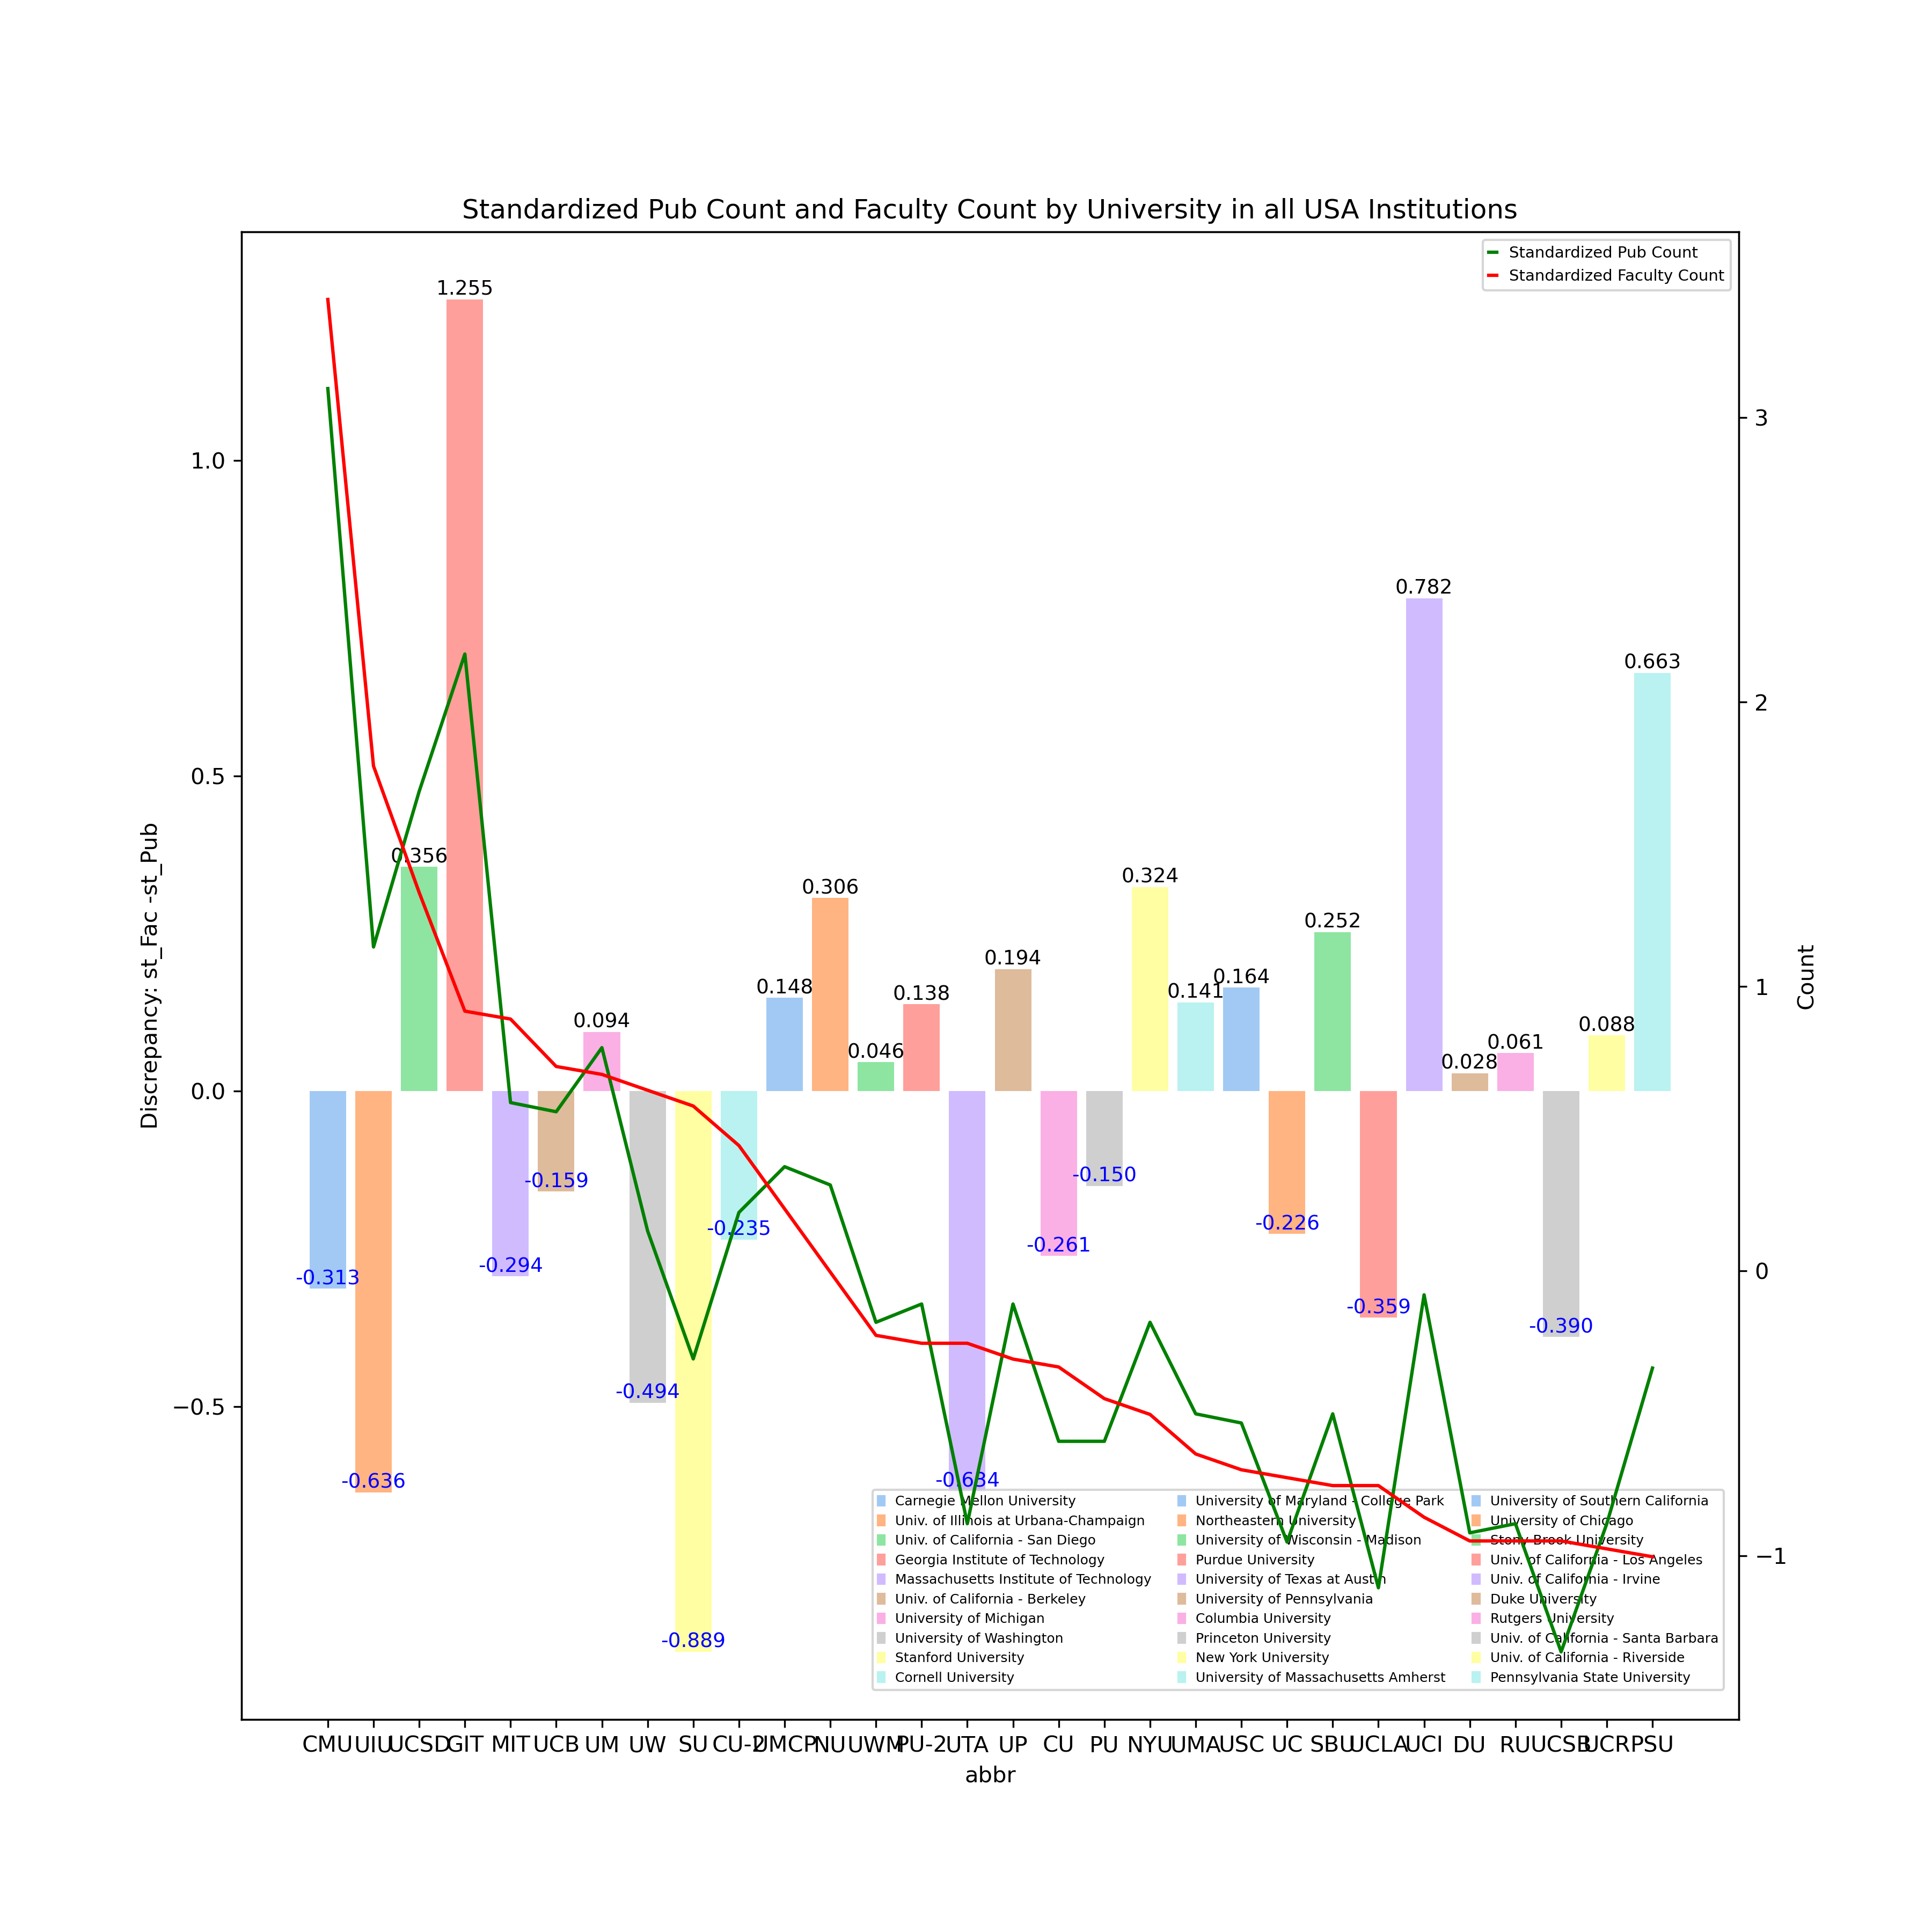 Standardized Pub Count and Faculty Count by University in all USA Institutions
Standardized Pub Count
Standardized Faculty Count
Discrepancy: st_Fac -st_Pub
1.0
0.5
0.0
−0.5
Count
3
2
1
0
−1
-0.313
-0.636
0.356
1.255
-0.294
-0.159
0.094
-0.494
-0.889
-0.235
0.148
0.306
0.046
0.138
-0.634
0.194
-0.261
-0.150
0.324
0.141
0.164
-0.226
0.252
-0.359
0.782
0.028
0.061
-0.390
0.088
0.663
Carnegie Mellon University
Univ. of Illinois at Urbana-Champaign
Univ. of California - San Diego
Georgia Institute of Technology
Massachusetts Institute of Technology
Univ. of California - Berkeley
University of Michigan
University of Washington
Stanford University
Cornell University
University of Maryland - College Park
Northeastern University
University of Wisconsin - Madison
Purdue University
University of Texas at Austin
University of Pennsylvania
Columbia University
Princeton University
New York University
University of Massachusetts Amherst
University of Southern California
University of Chicago
Stony Brook University
Univ. of California - Los Angeles
Univ. of California - Irvine
Duke University
Rutgers University
Univ. of California - Santa Barbara
Univ. of California - Riverside
Pennsylvania State University
CMU UIU UCSD GIT MIT UCB UM UW SU CU-2 UMCP NU UWM PU-2 UTA UP CU PU NYU UMA USC UC SBU UCLA UCI DU RU UCSB UCR PSU
abbr